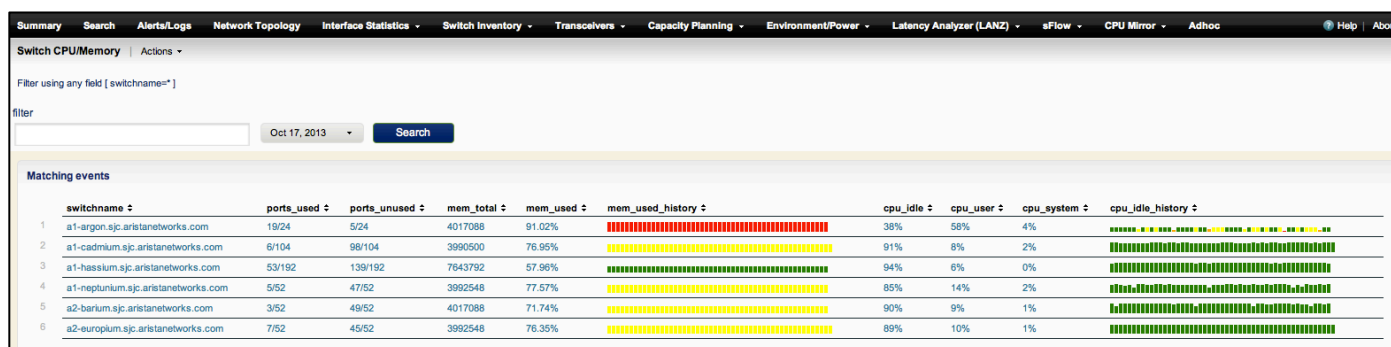 Summary Search Alerts/Logs Network Topology Interface Statistics Switch Inventory Transceivers Capacity Planning Environment/Power Latency Analyzer (LANZ) sFlow CPU Mirror Adhoc ? Help | Abo
Switch CPU/Memory | Actions
Filter using any field [ switchname=* ]
filter
Oct 17, 2013 Search
Matching events
switchname ports_used ports_unused mem_total mem_used mem_used_history cpu_idle cpu_user cpu_system cpu_idle_history
1 a1-argon.sjc.aristanetworks.com 19/24 5/24 4017088 91.02% 38% 58% 4%
2 a1-cadmium.sjc.aristanetworks.com 6/104 98/104 3990500 76.95% 91% 8% 2%
3 a1-hassium.sjc.aristanetworks.com 53/192 139/192 7643792 57.96% 94% 6% 0%
4 a1-neptunium.sjc.aristanetworks.com 5/52 47/52 3992548 77.57% 85% 14% 2%
5 a2-barium.sjc.aristanetworks.com 3/52 49/52 4017088 71.74% 90% 9% 1%
6 a2-europium.sjc.aristanetworks.com 7/52 45/52 3992548 76.35% 89% 10% 1%